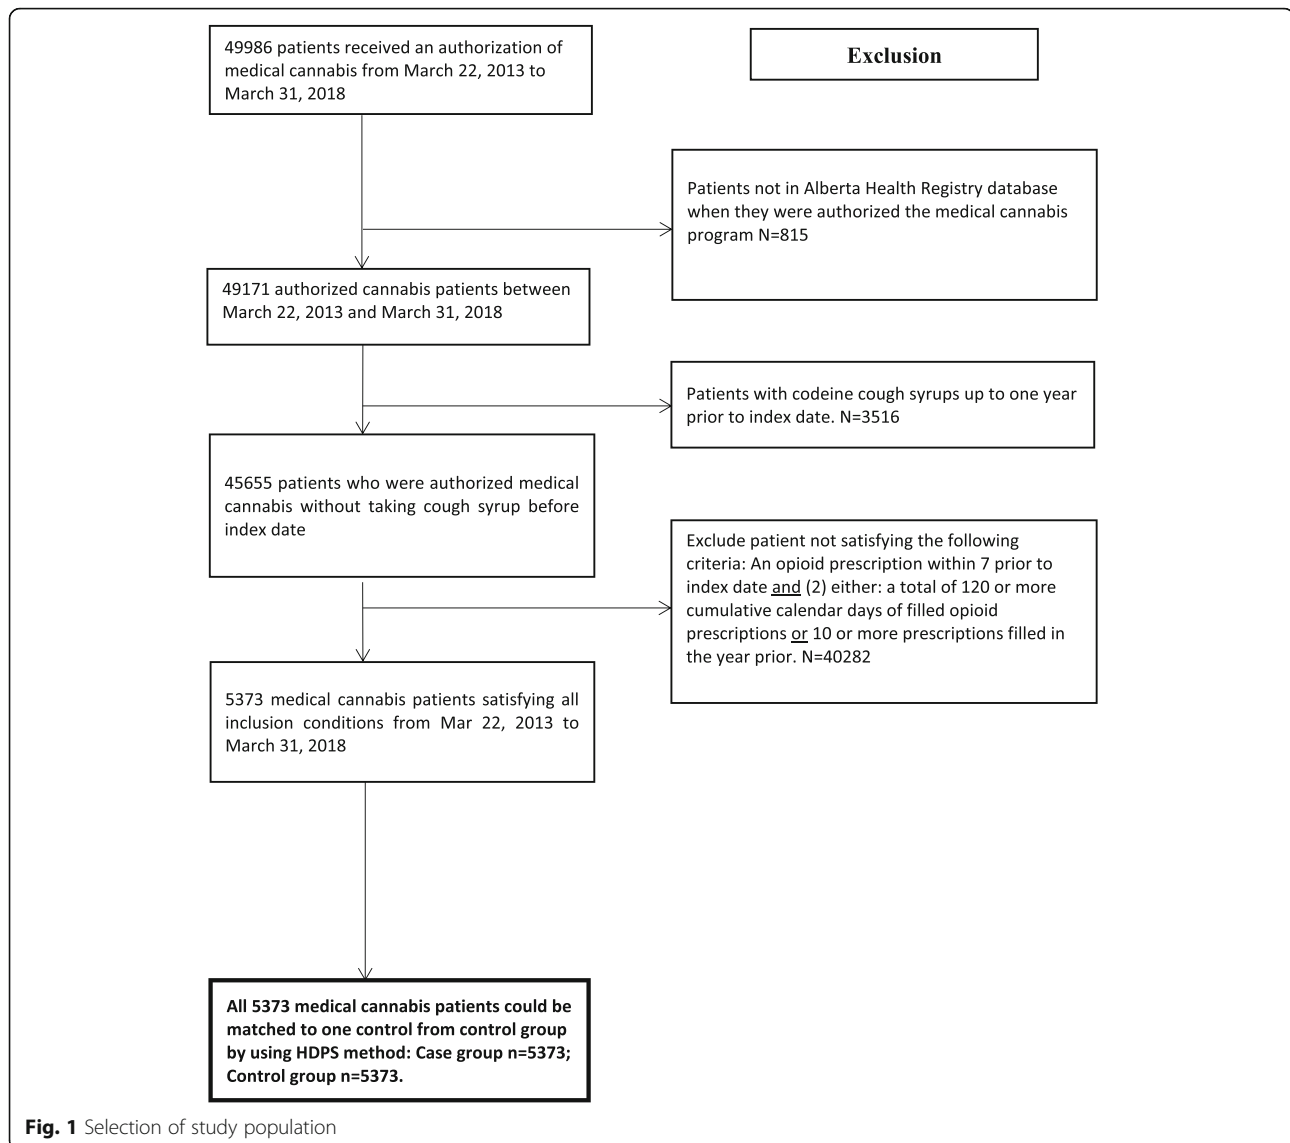 49986 patients received an authorization of
medical cannabis from March 22, 2013 to
March 31, 2018
Exclusion
Patients not in Alberta Health Registry database
when they were authorized the medical cannabis
program N=815
49171 authorized cannabis patients between
March 22, 2013 and March 31, 2018
Patients with codeine cough syrups up to one year
prior to index date. N=3516
45655 patients who were authorized medical
cannabis without taking cough syrup before
index date
Exclude patient not satisfying the following
criteria: An opioid prescription within 7 prior to
index date and (2) either: a total of 120 or more
cumulative calendar days of filled opioid
prescriptions or 10 or more prescriptions filled in
the year prior. N=40282
5373 medical cannabis patients satisfying all
inclusion conditions from Mar 22, 2013 to
March 31, 2018
All 5373 medical cannabis patients could be
matched to one control from control group
by using HDPS method: Case group n=5373;
Control group n=5373.
Fig. 1 Selection of study population